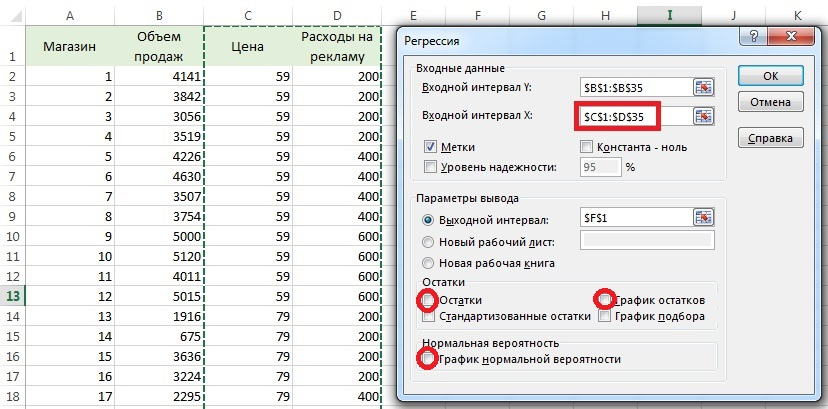 A B C D E F G H I J K
1 Магазин Объем продаж Цена Расходы на рекламу
2 1 4141 59 200
3 2 3842 59 200
4 3 3056 59 200
5 4 3519 59 200
6 5 4226 59 400
7 6 4630 59 400
8 7 3507 59 400
9 8 3754 59 400
10 9 5000 59 600
11 10 5120 59 600
12 11 4011 59 600
13 12 5015 59 600
14 13 1916 79 200
15 14 675 79 200
16 15 3636 79 200
17 16 3224 79 200
18 17 2295 79 400
Регрессия
?
Входные данные
Входной интервал Y: $B$1:$B$35
Входной интервал X: $C$1:$D$35
Метки Константа - ноль
Уровень надежности: 95 %
OK
Отмена
Справка
Параметры вывода
Выходной интервал: $F$1
Новый рабочий лист:
Новая рабочая книга
Остатки
Остатки График остатков
Стандартизованные остатки График подбора
Нормальная вероятность
График нормальной вероятности